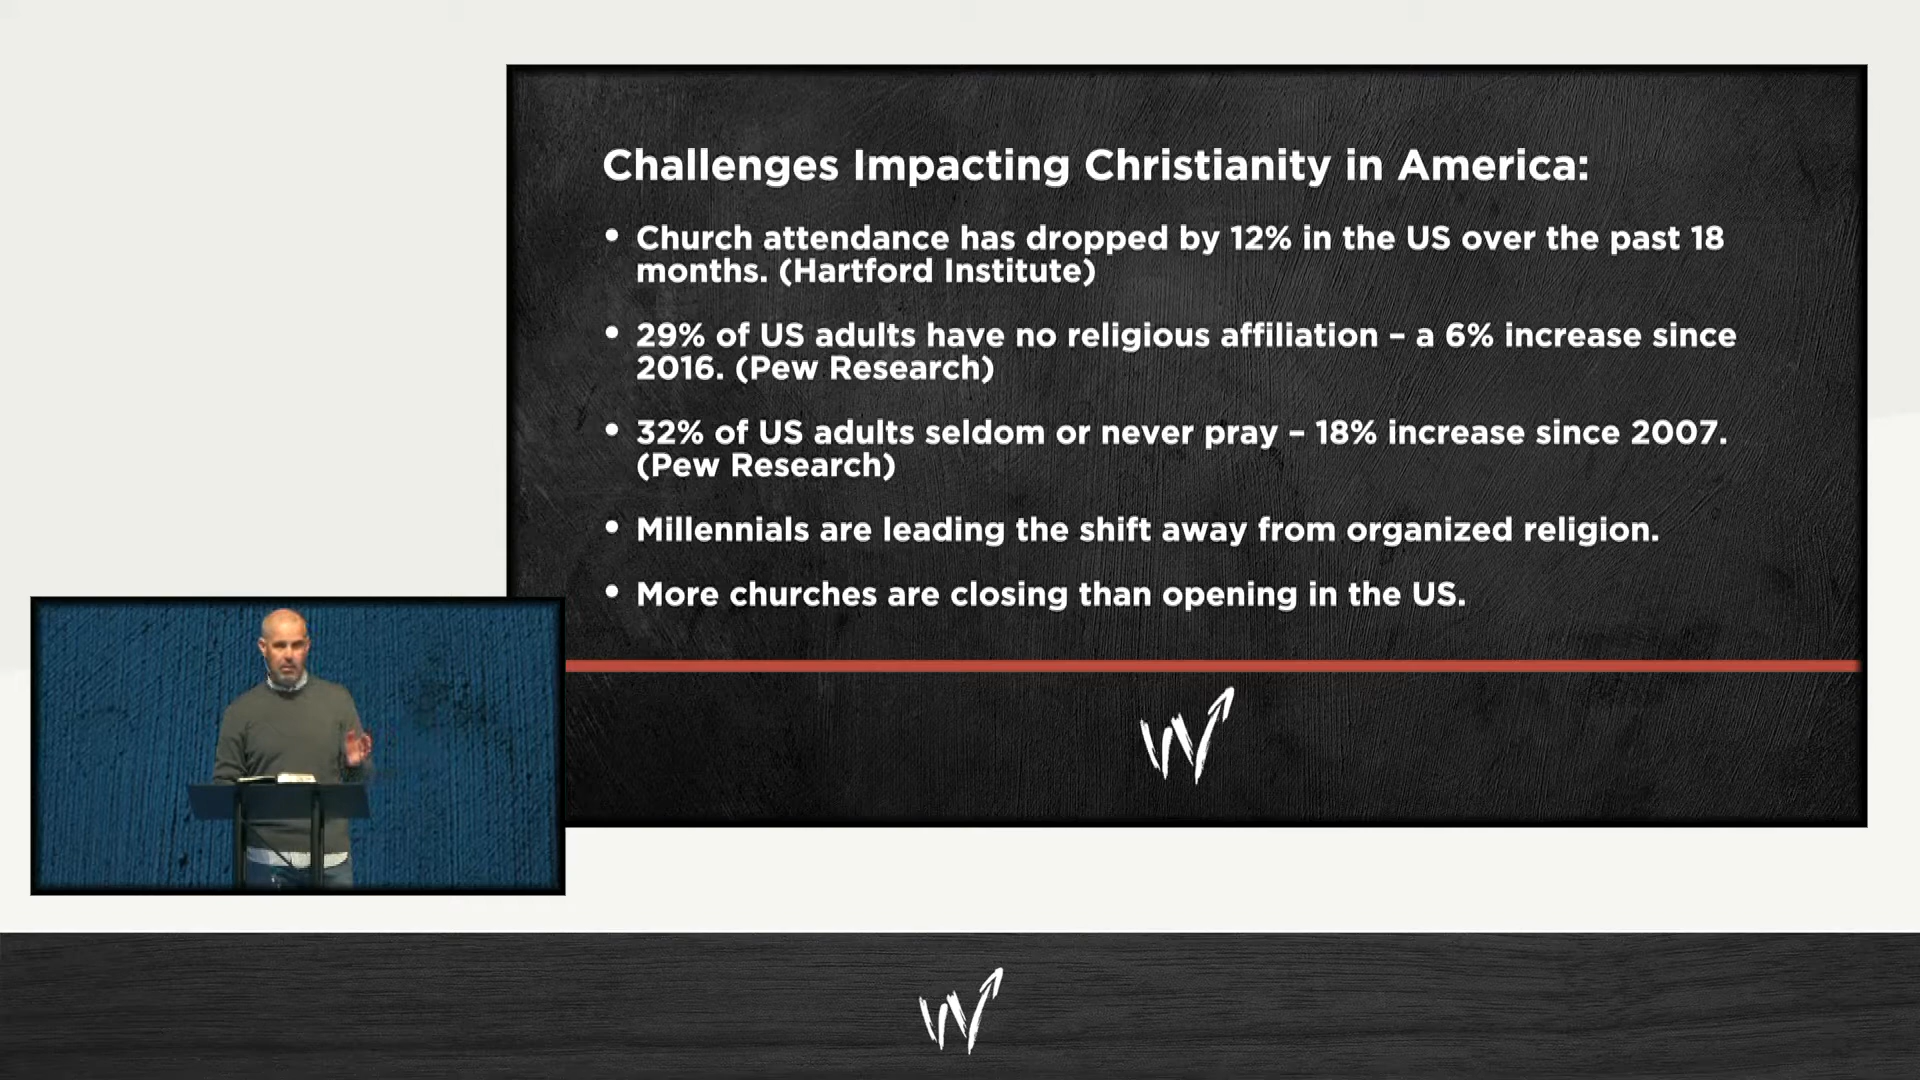 Challenges Impacting Christianity in America:
• Church attendance has dropped by 12% in the US over the past 18
months. (Hartford Institute)
• 29% of US adults have no religious affiliation – a 6% increase since
2016. (Pew Research)
• 32% of US adults seldom or never pray – 18% increase since 2007.
(Pew Research)
• Millennials are leading the shift away from organized religion.
• More churches are closing than opening in the US.
W
W